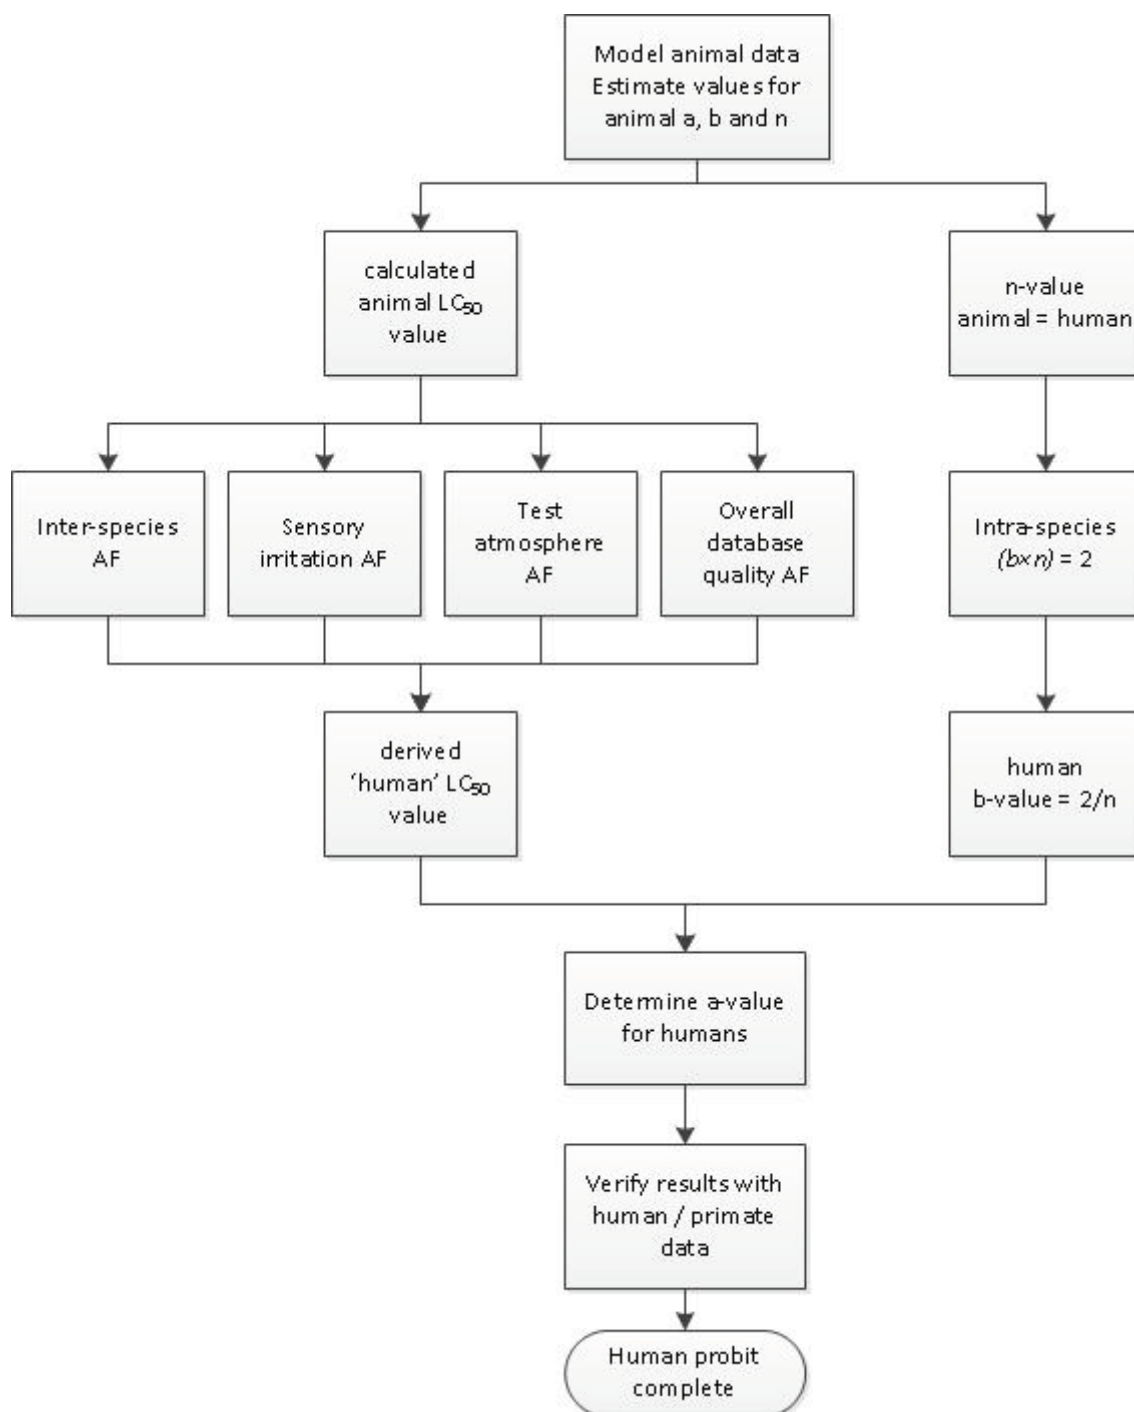 Model animal data
Estimate values for
animal a, b and n
calculated
animal LC₅₀
value
n-value
animal = human
Inter-species
AF
Sensory
irritation AF
Test
atmosphere
AF
Overall
database
quality AF
Intra-species
(b×n) = 2
derived
‘human’ LC₅₀
value
human
b-value = 2/n
Determine a-value
for humans
Verify results with
human / primate
data
Human probit
complete